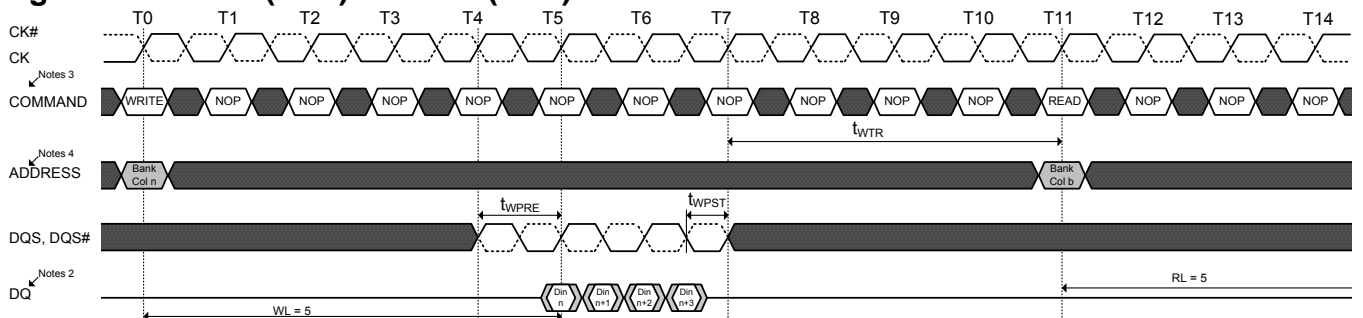 T0 T1 T2 T3 T4 T5 T6 T7 T8 T9 T10 T11 T12 T13 T14
CK#
CK
Notes 3
COMMAND WRITE NOP NOP NOP NOP NOP NOP NOP NOP NOP NOP READ NOP NOP NOP
tWTR
Notes 4
ADDRESS Bank Col n Bank Col b
tWPRE tWPST
DQS, DQS#
Notes 2
DQ Din n Din n+1 Din n+2 Din n+3
RL = 5
WL = 5